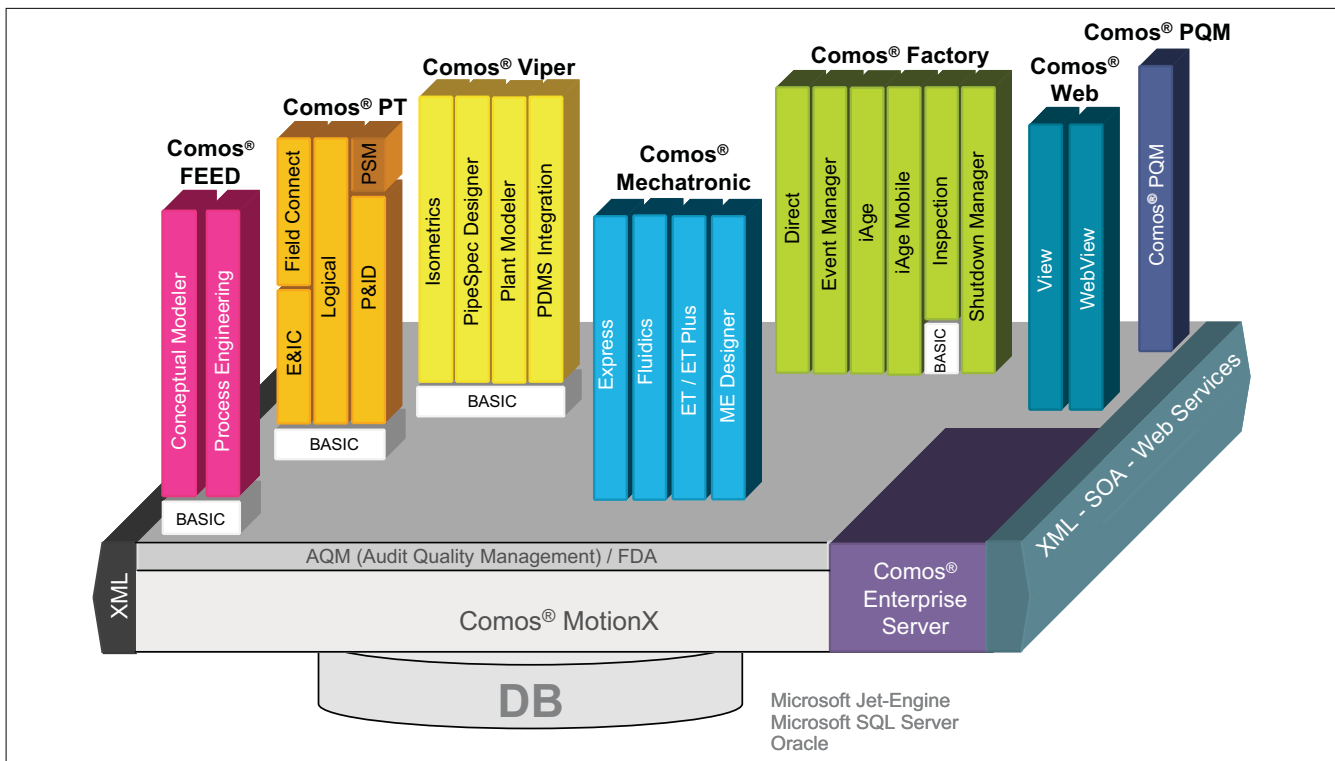 Comos® FEED
Conceptual Modeler
Process Engineering
BASIC
Comos® PT
Field Connect
E&IC
Logical
PSM
P&ID
BASIC
Comos® Viper
Isometrics
PipeSpec Designer
Plant Modeler
PDMS Integration
BASIC
Comos®
Mechatronic
Express
Fluidics
ET / ET Plus
ME Designer
Comos® Factory
Direct
Event Manager
iAge
iAge Mobile
Inspection
BASIC
Shutdown Manager
Comos®
Web
View
WebView
Comos® PQM
Comos® PQM
XML
AQM (Audit Quality Management) / FDA
Comos® MotionX
Comos®
Enterprise
Server
XML - SOA - Web Services
DB
Microsoft Jet-Engine
Microsoft SQL Server
Oracle